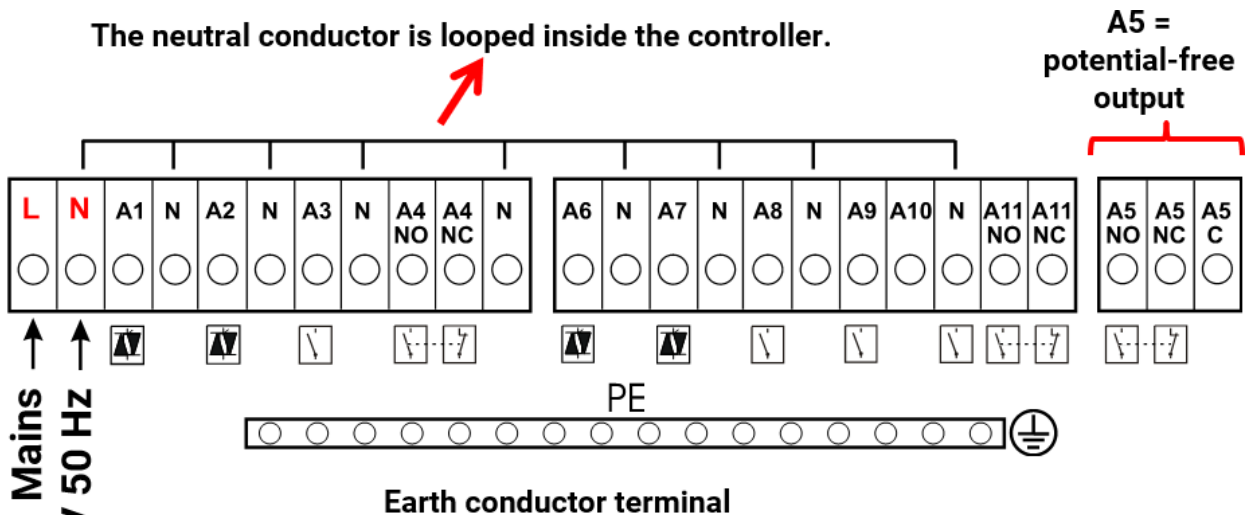 The neutral conductor is looped inside the controller.
A5 =
potential-free
output
L N A1 N A2 N A3 N A4 NO A4 NC N
A6 N A7 N A8 N A9 A10 N A11 NO A11 NC
A5 NO A5 NC A5 C
PE
Mains
50 Hz
Earth conductor terminal